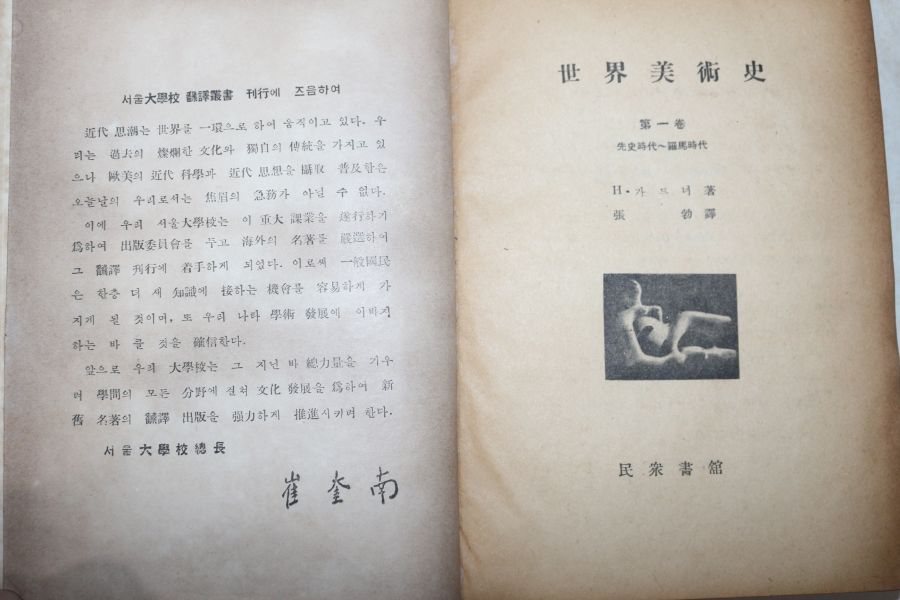 서울大學校 飜譯叢書 刊行에 즈음하여
近代 思潮는 世界를 一環으로 하여 움직이고 있다. 우
리는 過去의 燦爛한 文化와 獨自의 傳統을 가지고 있
으나 歐美의 近代 科學과 近代 思想을 攝取 普及함은
오늘날의 우리로서는 焦眉의 急務가 아닐 수 없다.
이에 우리 서울大學校는 이 重大 課業을 遂行하기
爲하여 出版委員會를 두고 海外의 名著를 嚴選하여
그 飜譯 刊行에 着手하게 되었다. 이로써 一般國民
은 한층 더 새 知識에 接하는 機會를 容易하게 가
지게 될 것이며, 또 우리 나라 學術 發展에 이바지
하는 바 클 것을 確信한다.
앞으로 우리 大學校는 그 지닌 바 總力量을 기우
려 學問의 모든 分野에 걸쳐 文化 發展을 爲하여 新
舊 名著의 飜譯 出版을 强力하게 推進시키려 한다.
서울大學校總長
崔奎南
世界美術史
第一卷
先史時代~羅馬時代
H·가드너著
張勃譯
民衆書館